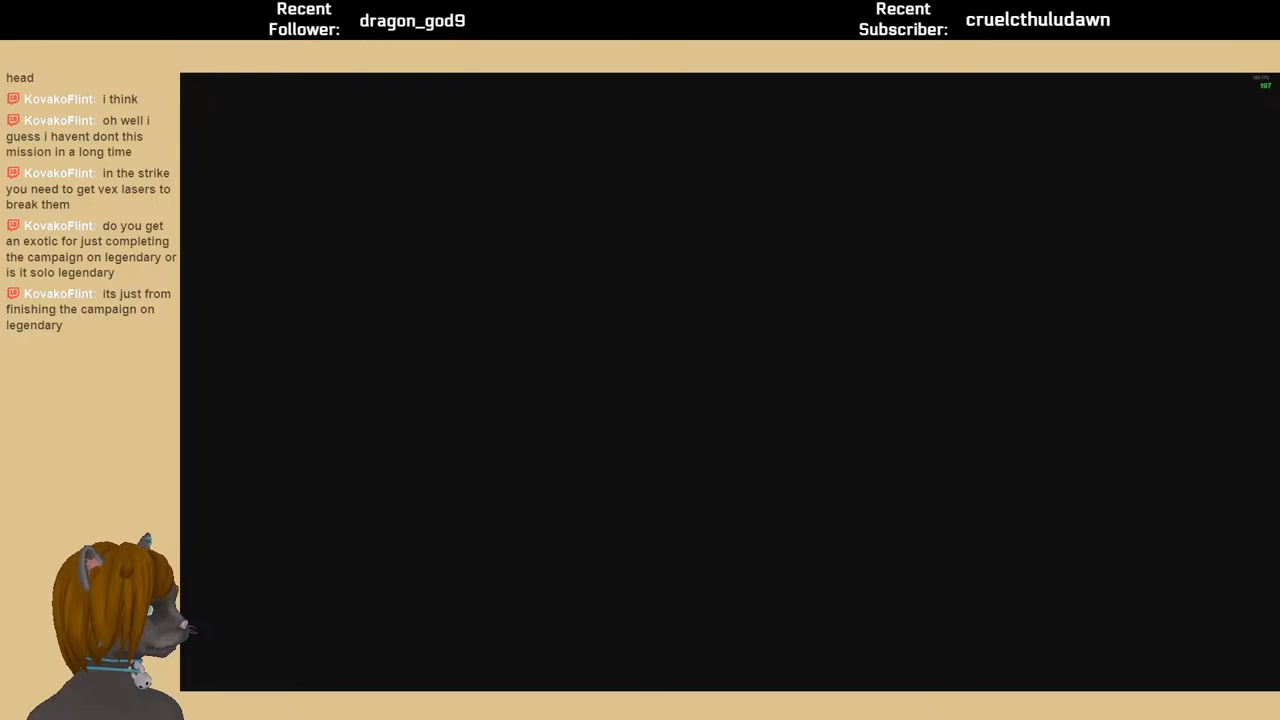 Recent
Follower:
dragon_god9
Recent
Subscriber:
cruelcthuludawn
head
KovakoFlint: i think
KovakoFlint: oh well i
guess i havent dont this
mission in a long time
KovakoFlint: in the strike
you need to get vex lasers to
break them
KovakoFlint: do you get
an exotic for just completing
the campaign on legendary or
is it solo legendary
KovakoFlint: its just from
finishing the campaign on
legendary
197